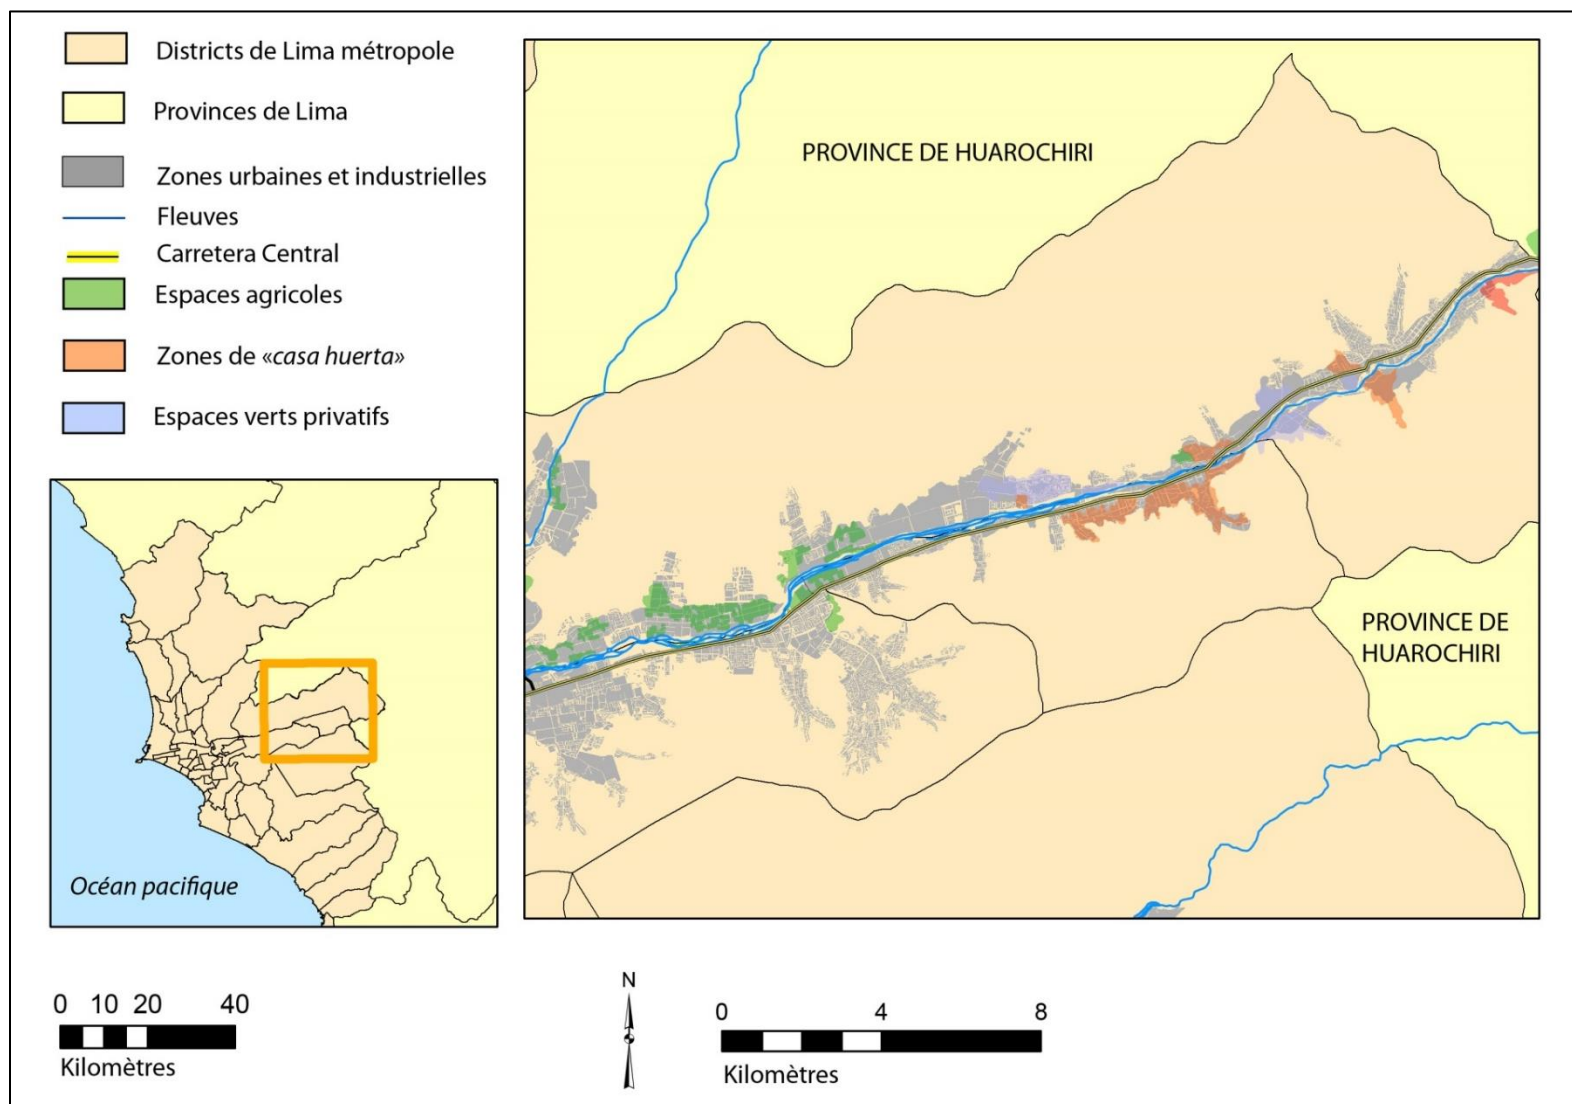 Districts de Lima métropole
Provinces de Lima
Zones urbaines et industrielles
Fleuves
Carretera Central
Espaces agricoles
Zones de «casa huerta»
Espaces verts privatifs
PROVINCE DE HUAROCHIRI
PROVINCE DE
HUAROCHIRI
Océan pacifique
0 10 20 40
Kilomètres
N
0 4 8
Kilomètres